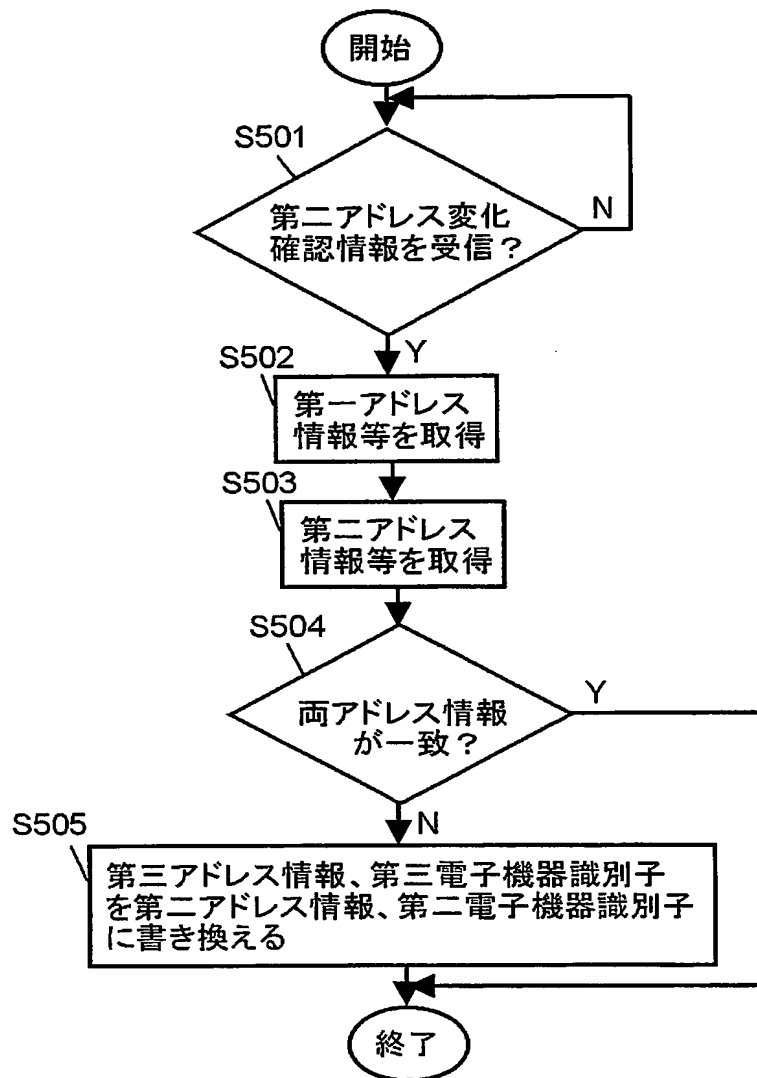 開始
S501
第二アドレス変化
確認情報を受信？
N
Y
S502
第一アドレス
情報等を取得
S503
第二アドレス
情報等を取得
S504
Y
両アドレス情報
が一致？
N
S505
第三アドレス情報、第三電子機器識別子
を第二アドレス情報、第二電子機器識別子
に書き換える
終了